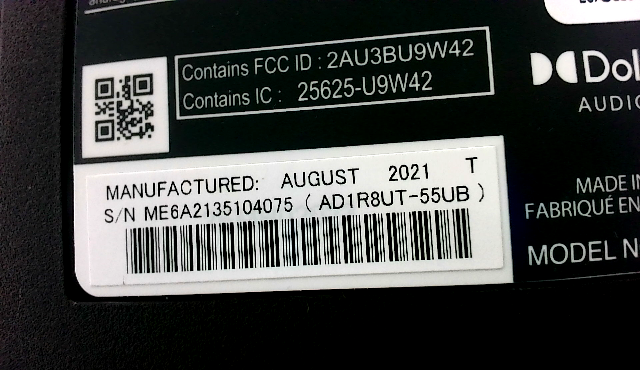 Contains FCC ID : 2AU3BU9W42
Contains IC : 25625-U9W42
MANUFACTURED: AUGUST 2021 T
S/N ME6A2135104075 ( AD1R8UT-55UB )
AUDIO
MADE IN
FABRIQUÉ EN
MODEL N